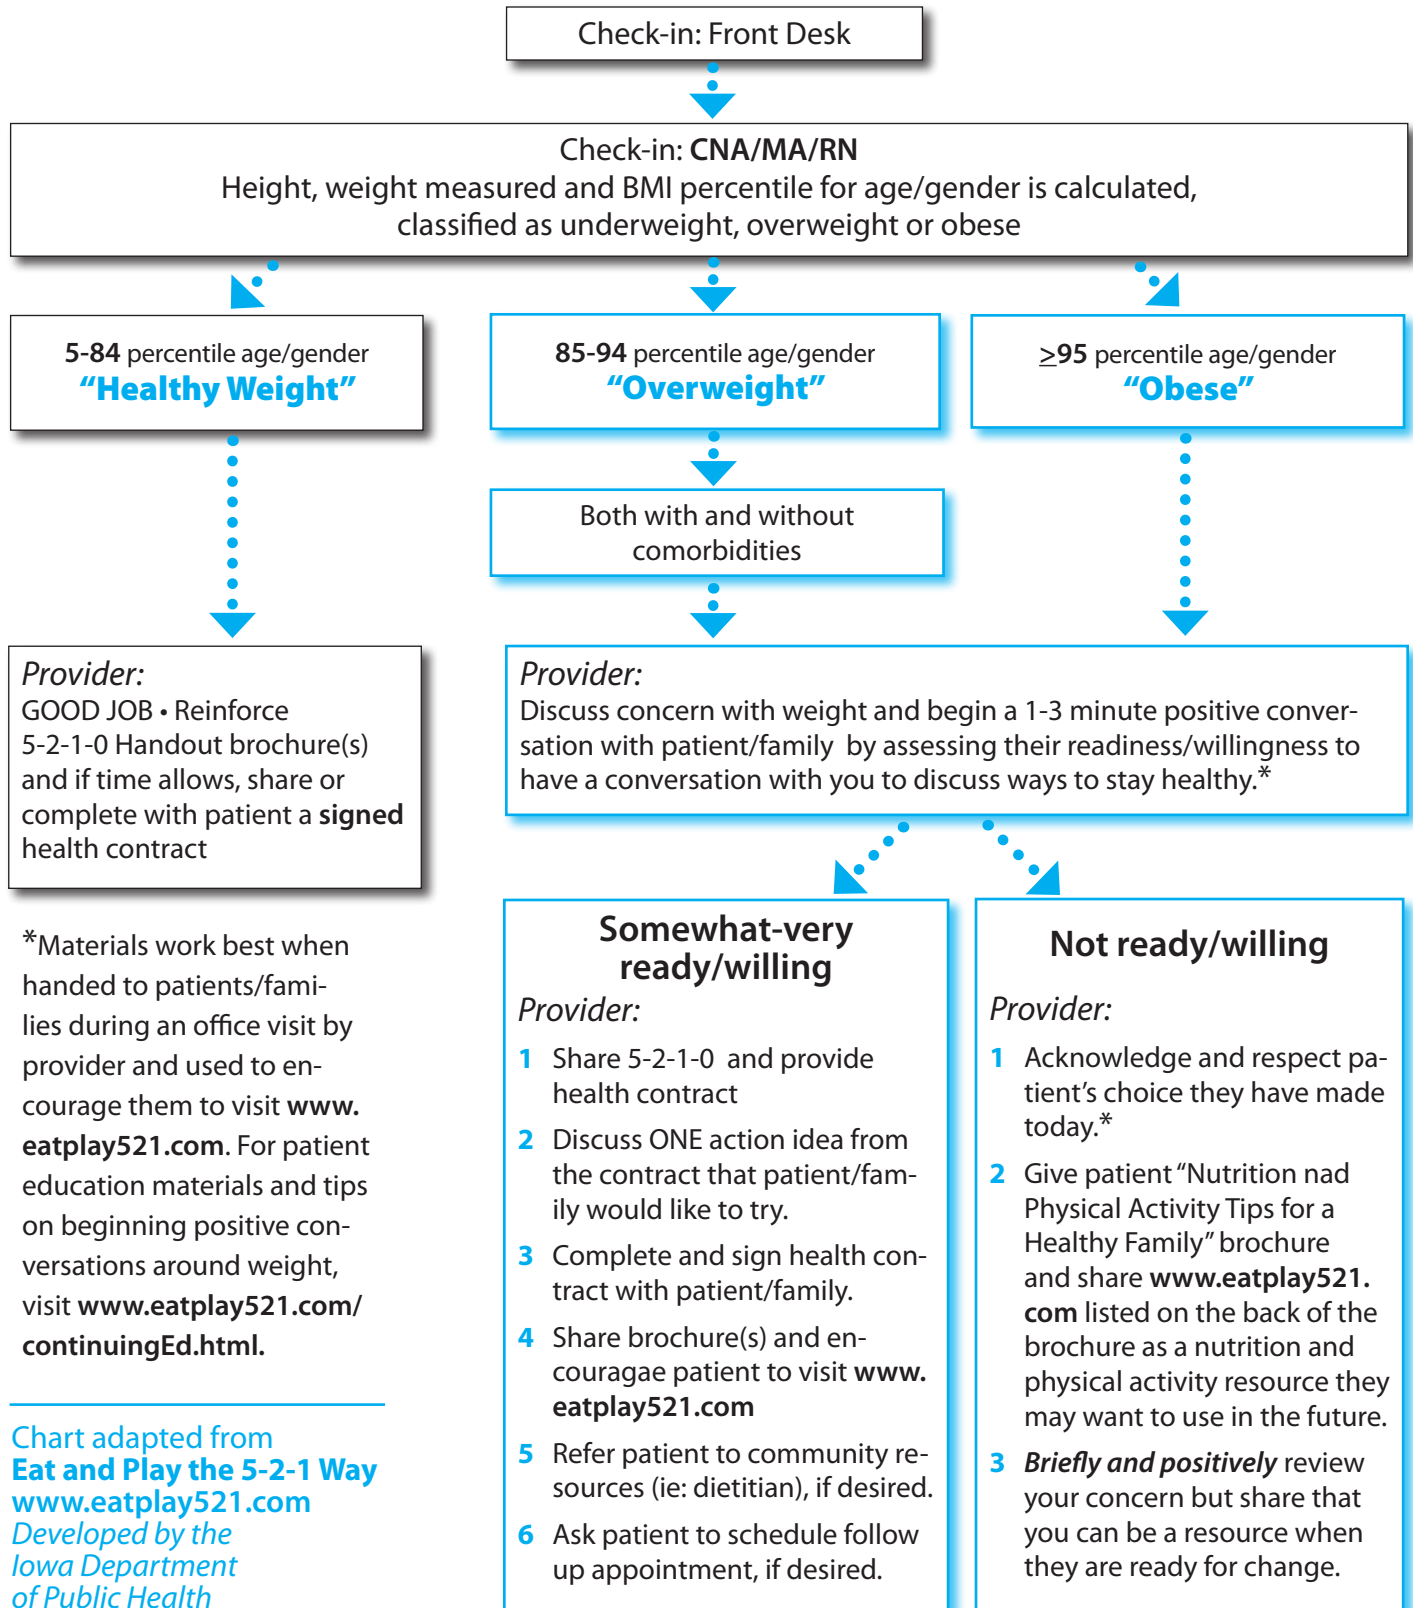 Check-in: Front Desk
Check-in: CNA/MA/RN
Height, weight measured and BMI percentile for age/gender is calculated,
classified as underweight, overweight or obese
5-84 percentile age/gender
“Healthy Weight”
85-94 percentile age/gender
“Overweight”
≥95 percentile age/gender
“Obese”
Both with and without
comorbidities
Provider:
GOOD JOB • Reinforce
5-2-1-0 Handout brochure(s)
and if time allows, share or
complete with patient a signed
health contract
Provider:
Discuss concern with weight and begin a 1-3 minute positive conver-
sation with patient/family by assessing their readiness/willingness to
have a conversation with you to discuss ways to stay healthy.*
*Materials work best when
handed to patients/fami-
lies during an office visit by
provider and used to en-
courage them to visit www.
eatplay521.com. For patient
education materials and tips
on beginning positive con-
versations around weight,
visit www.eatplay521.com/
continuingEd.html.
Chart adapted from
Eat and Play the 5-2-1 Way
www.eatplay521.com
Developed by the
Iowa Department
of Public Health
Somewhat-very
ready/willing
Provider:
1 Share 5-2-1-0 and provide
health contract
2 Discuss ONE action idea from
the contract that patient/fam-
ily would like to try.
3 Complete and sign health con-
tract with patient/family.
4 Share brochure(s) and en-
couragae patient to visit www.
eatplay521.com
5 Refer patient to community re-
sources (ie: dietitian), if desired.
6 Ask patient to schedule follow
up appointment, if desired.
Not ready/willing
Provider:
1 Acknowledge and respect pa-
tient’s choice they have made
today.*
2 Give patient “Nutrition nad
Physical Activity Tips for a
Healthy Family” brochure
and share www.eatplay521.
com listed on the back of the
brochure as a nutrition and
physical activity resource they
may want to use in the future.
3 Briefly and positively review
your concern but share that
you can be a resource when
they are ready for change.